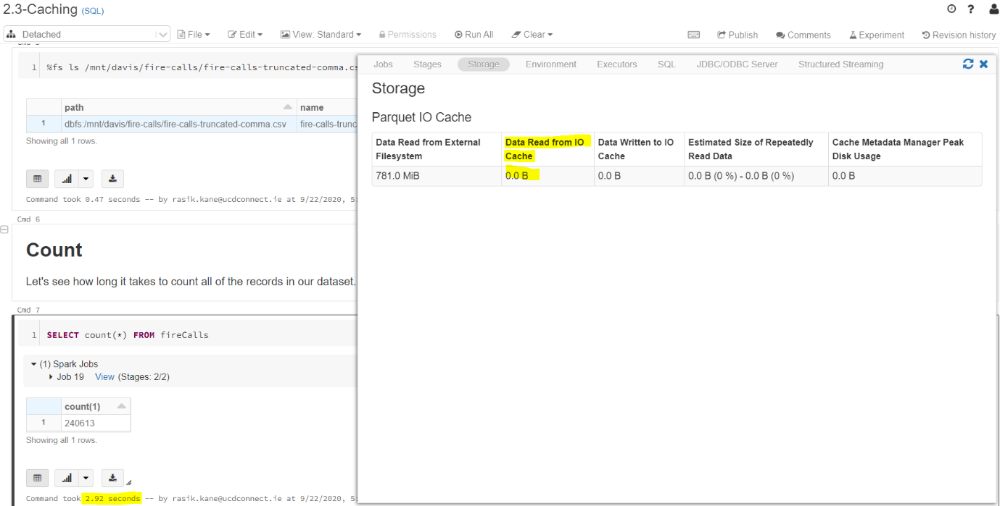 2.3-Caching (SQL)
Detached File Edit View: Standard Permissions Run All Clear Publish Comments Experiment Revision history
1 %fs ls /mnt/davis/fire-calls/fire-calls-truncated-comma.cs
path name
1 dbfs:/mnt/davis/fire-calls/fire-calls-truncated-comma.csv fire-calls-trunc
Showing all 1 rows.
Command took 0.47 seconds -- by rasik.kane@ucdconnect.ie at 9/22/2020, 5:
Cmd 6
Count
Let's see how long it takes to count all of the records in our dataset.
Cmd 7
1 SELECT count(*) FROM fireCalls
(1) Spark Jobs
Job 19 View (Stages: 2/2)
count(1)
1 240613
Showing all 1 rows.
Command took 2.92 seconds -- by rasik.kane@ucdconnect.ie at 9/22/2020, 5:
Jobs Stages Storage Environment Executors SQL JDBC/ODBC Server Structured Streaming
Storage
Parquet IO Cache
Data Read from External Filesystem Data Read from IO Cache Data Written to IO Cache Estimated Size of Repeatedly Read Data Cache Metadata Manager Peak Disk Usage
781.0 MiB 0.0 B 0.0 B 0.0 B (0 %) - 0.0 B (0 %) 0.0 B